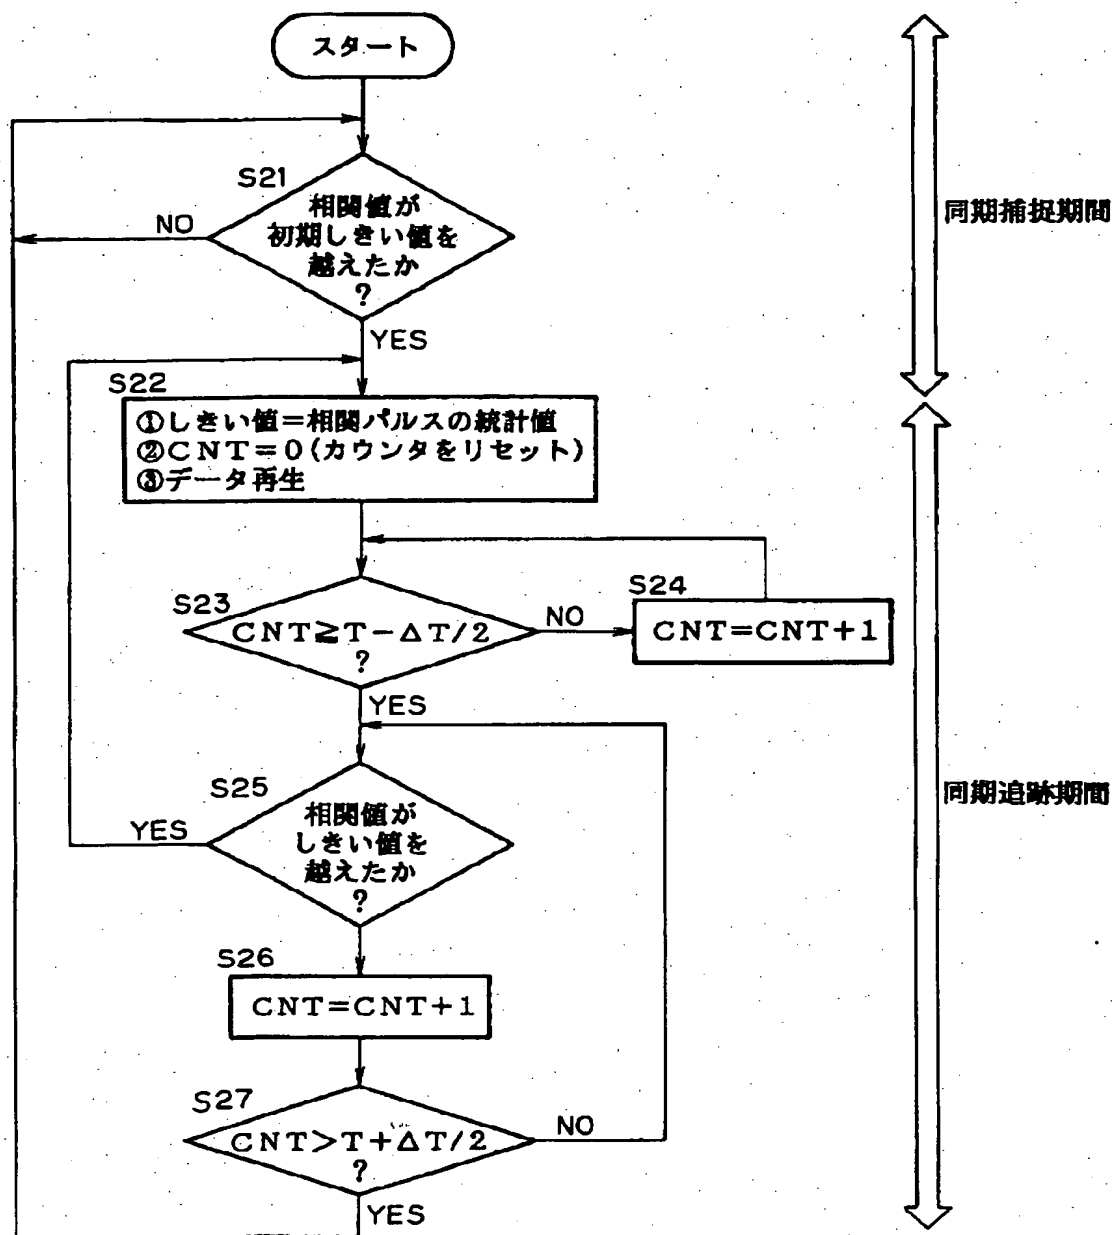 スタート
S21
相関値が
初期しきい値を
越えたか
?
NO
YES
同期捕捉期間
S22
①しきい値=相関パルスの統計値
②CNT=0(カウンタをリセット)
③データ再生
S23
CNT≧T-ΔT/2
?
NO
YES
S24
CNT=CNT+1
S25
相関値が
しきい値を
越えたか
?
YES
同期追跡期間
S26
CNT=CNT+1
S27
CNT>T+ΔT/2
?
NO
YES